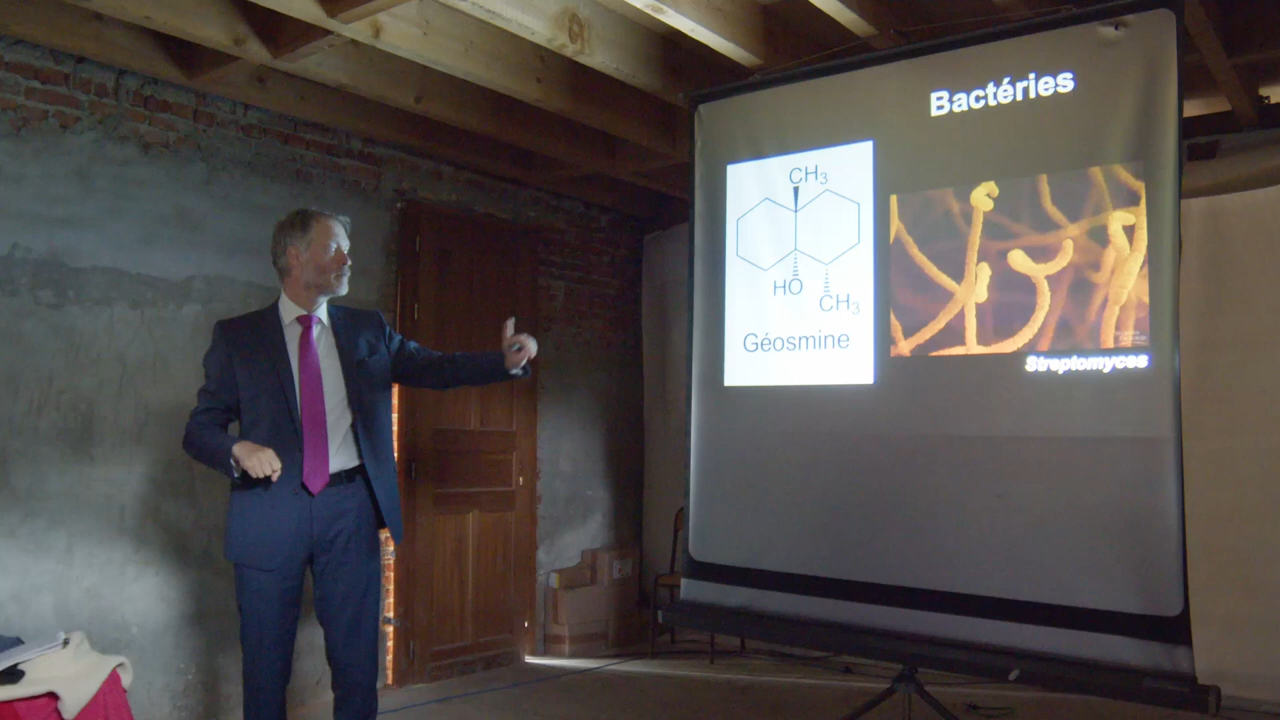 Bactéries
CH3
HO
CH3
Géosmine
Streptomyces